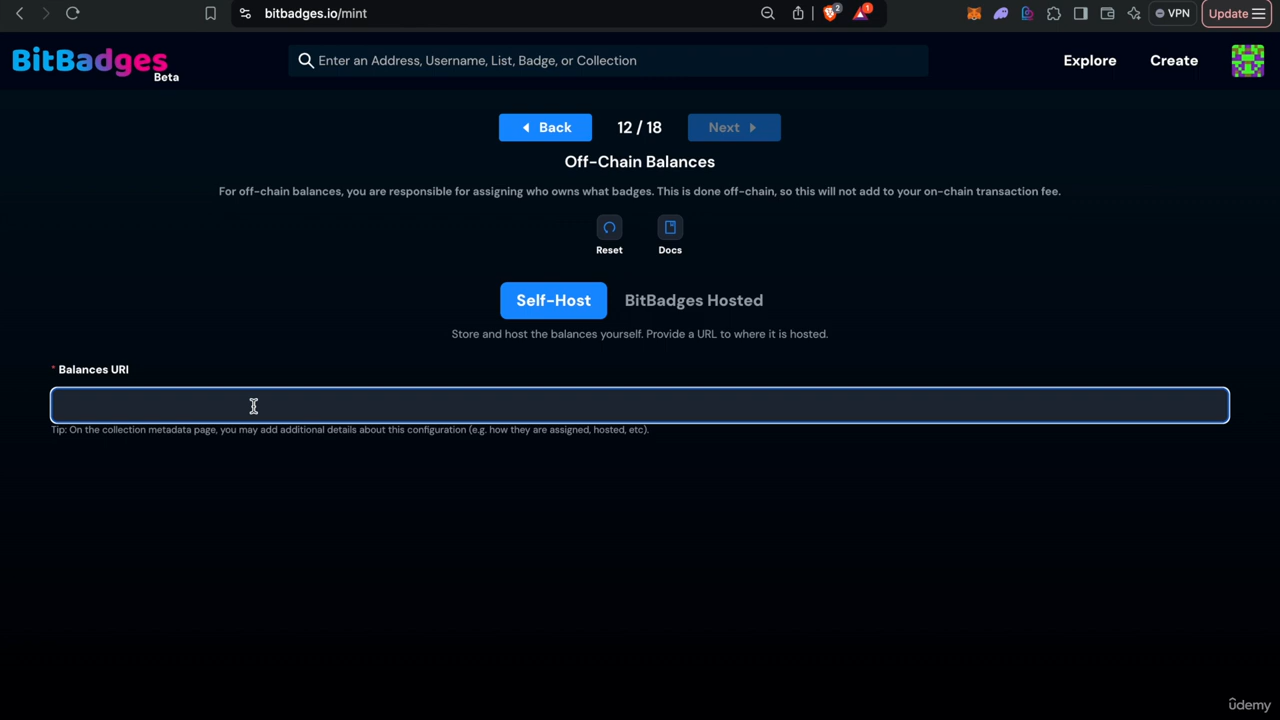 bitbadges.io/mint
2
1
VPN
Update
BitBadges
Beta
Enter an Address, Username, List, Badge, or Collection
Explore
Create
Back
12 / 18
Next
Off-Chain Balances
For off-chain balances, you are responsible for assigning who owns what badges. This is done off-chain, so this will not add to your on-chain transaction fee.
Reset
Docs
Self-Host
BitBadges Hosted
Store and host the balances yourself. Provide a URL to where it is hosted.
* Balances URI
Tip: On the collection metadata page, you may add additional details about this configuration (e.g. how they are assigned, hosted, etc).
ûdemy